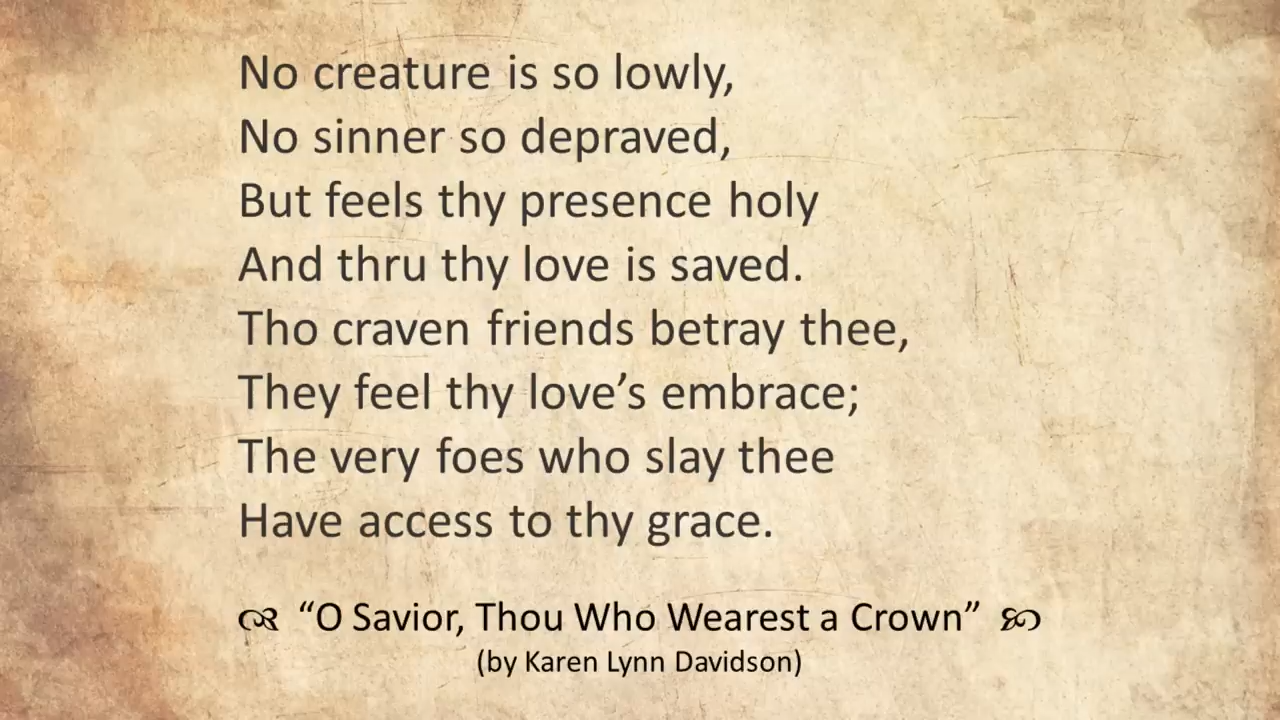 No creature is so lowly,
No sinner so depraved,
But feels thy presence holy
And thru thy love is saved.
Tho craven friends betray thee,
They feel thy love’s embrace;
The very foes who slay thee
Have access to thy grace.
“O Savior, Thou Who Wearest a Crown”
(by Karen Lynn Davidson)